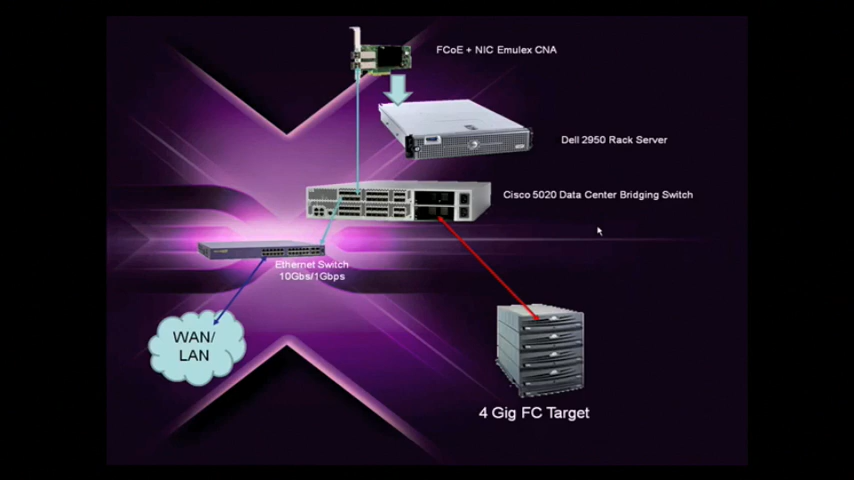 FCoE + NIC Emulex CNA
Dell 2950 Rack Server
Cisco 5020 Data Center Bridging Switch
Ethernet Switch
10Gbs/1Gbps
WAN/
LAN
4 Gig FC Target